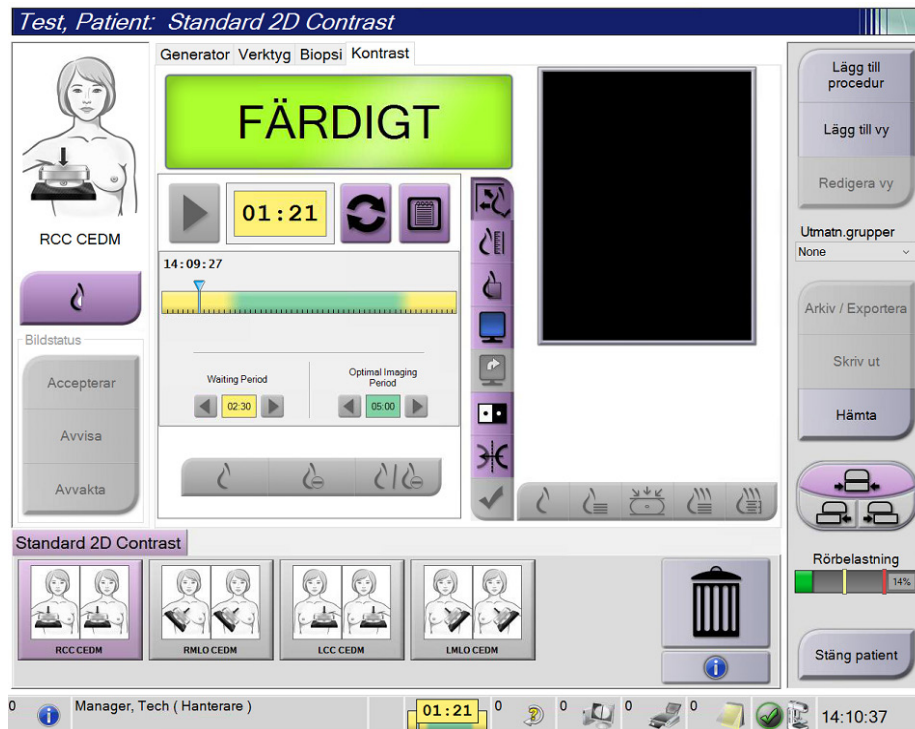 Test, Patient: Standard 2D Contrast
Generator Verktyg Biopsi Kontrast
FÄRDIGT
01:21
14:09:27
Waiting Period
Optimal Imaging
Period
02:30
05:00
RCC CEDM
Bildstatus
Accepterar
Avvisa
Avvakta
Lägg till
procedur
Lägg till vy
Redigera vy
Utmatn.grupper
None
Arkiv / Exportera
Skriv ut
Hämta
Rörbelastning
14%
Stäng patient
Standard 2D Contrast
RCC CEDM
RMLO CEDM
LCC CEDM
LMLO CEDM
0 Manager, Tech ( Hanterare ) 01:21 0 0 0 0 14:10:37